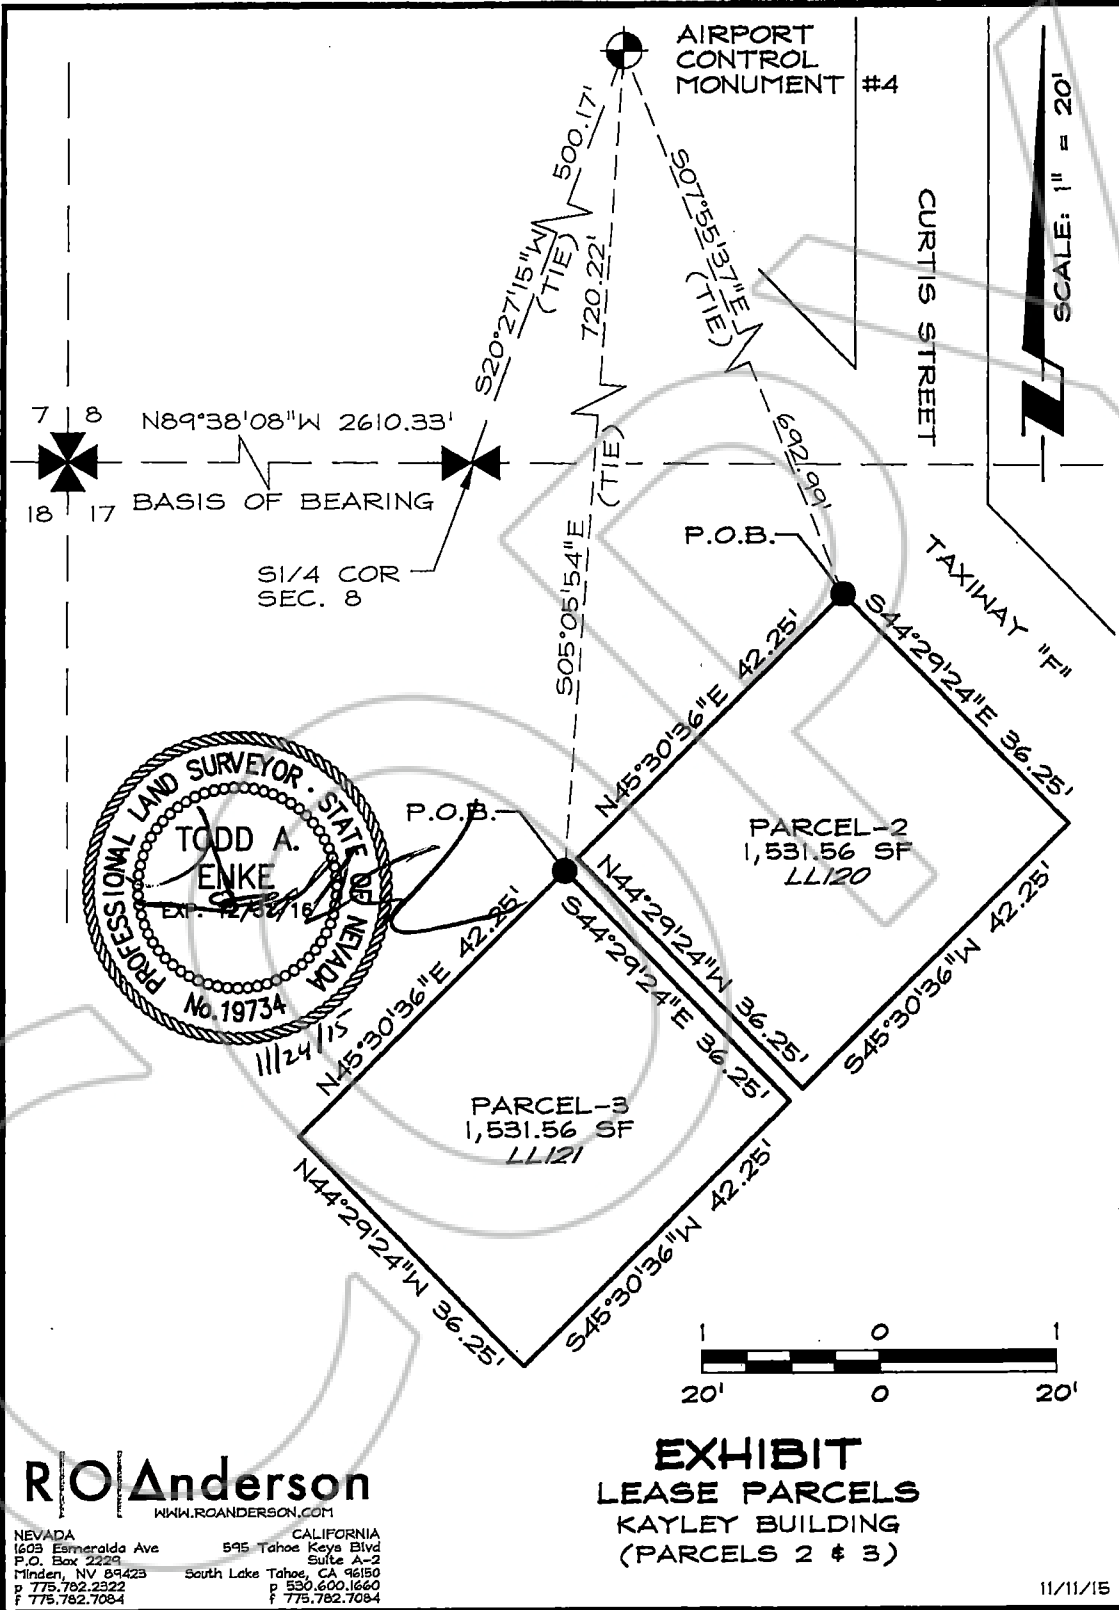 AIRPORT
CONTROL
MONUMENT #4
SCALE: 1" = 20'
CURTIS STREET
S20°27'15"W 500.17'
(TIE)
720.22'
S05°05'54"E
(TIE)
S07°55'37"E
(TIE)
692.99'
7 8
18 17
N89°38'08"W 2610.33'
BASIS OF BEARING
S1/4 COR
SEC. 8
P.O.B.
TAXIWAY "F"
N45°30'36"E 42.25'
S44°29'24"E 36.25'
PARCEL-2
1,531.56 SF
LL120
N44°29'24"W 36.25'
S45°30'36"W 42.25'
P.O.B.
N45°30'36"E 42.25'
S44°29'24"E 36.25'
PARCEL-3
1,531.56 SF
LL121
N44°29'24"W 36.25'
S45°30'36"W 42.25'
PROFESSIONAL LAND SURVEYOR · STATE OF NEVADA
TODD A.
ENKE
No. 19734
11/24/15
1 0 1
20' 0 20'
EXHIBIT
LEASE PARCELS
KAYLEY BUILDING
(PARCELS 2 & 3)
11/11/15
R|O|Anderson
WWW.ROANDERSON.COM
NEVADA
1603 Esmeralda Ave
P.O. Box 2229
Minden, NV 89423
p 775.782.2322
f 775.782.7084
CALIFORNIA
595 Tahoe Keys Blvd
Suite A-2
South Lake Tahoe, CA 96150
p 530.600.1660
f 775.782.7084